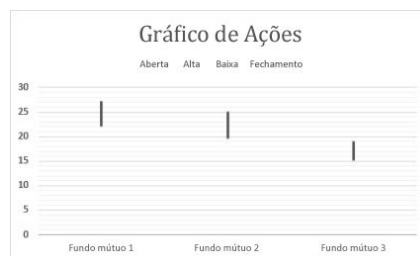 Gráfico de Ações
Aberta Alta Baixa Fechamento
30
25
20
15
10
5
0
Fundo mútuo 1 Fundo mútuo 2 Fundo mútuo 3